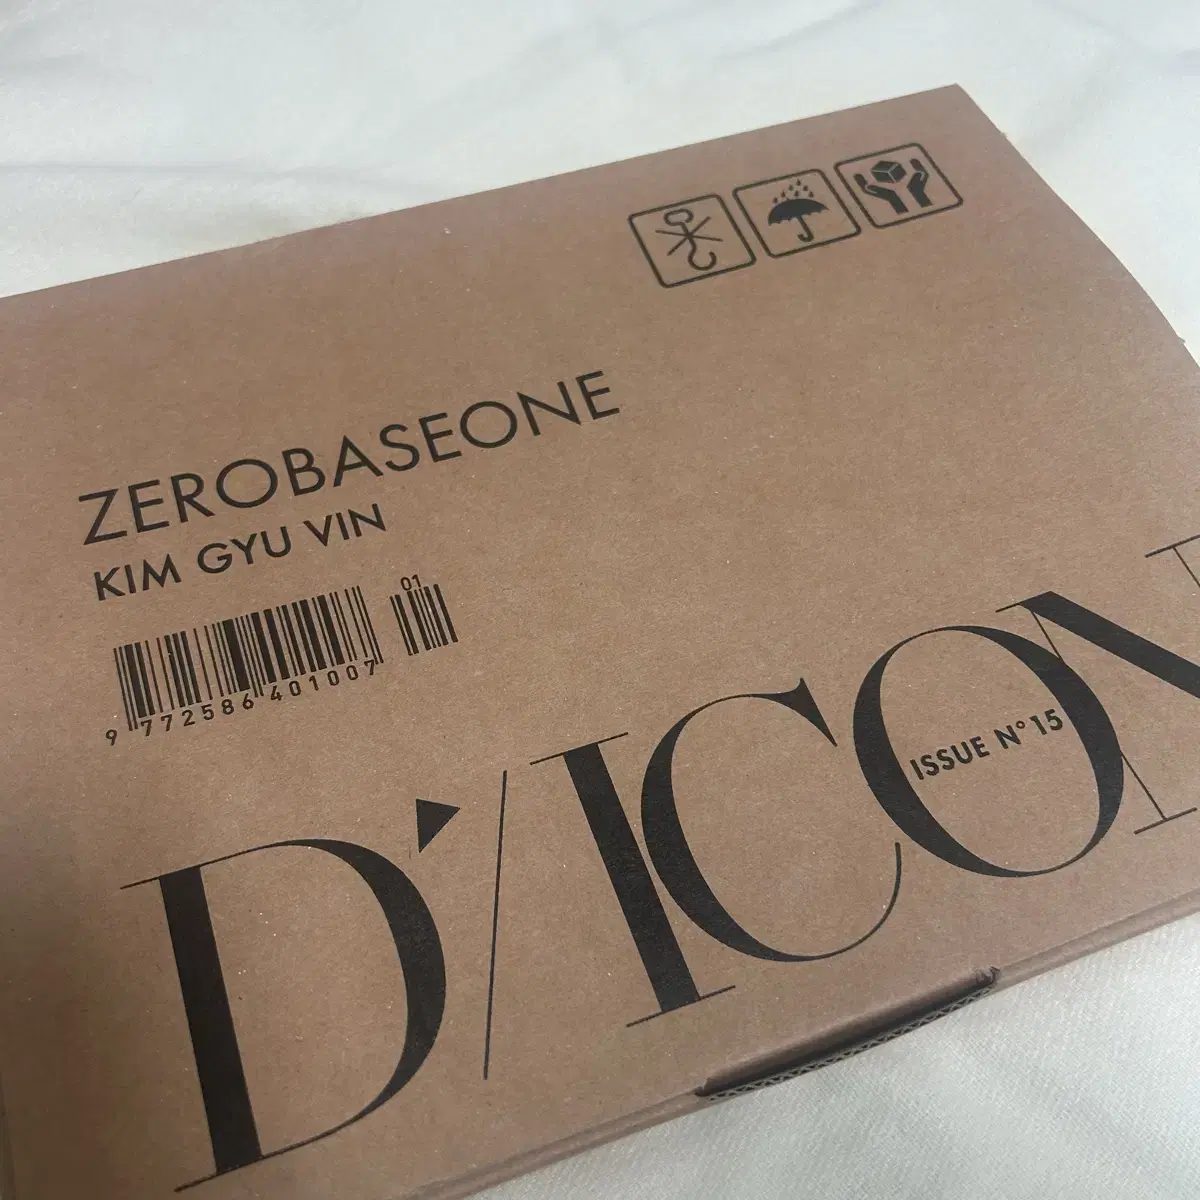 ZEROBASEONE
KIM GYU VIN
01
9 772586 401007
D'/ICON
ISSUE N°15